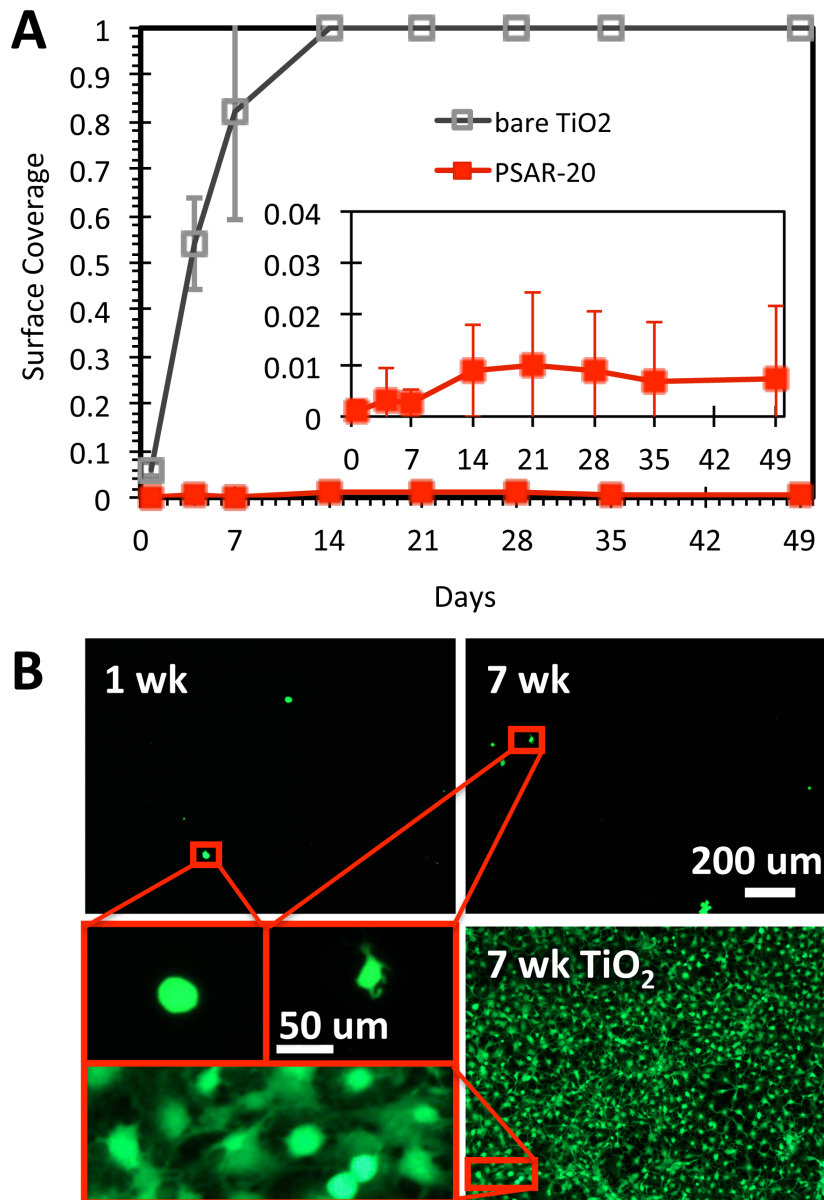 A
1
0.9
0.8
0.7
0.6
0.5
0.4
0.3
0.2
0.1
0
Surface Coverage
bare TiO2
PSAR-20
0.04
0.03
0.02
0.01
0
0 7 14 21 28 35 42 49
0 7 14 21 28 35 42 49
Days
B
1 wk
7 wk
200 um
50 um
7 wk TiO₂